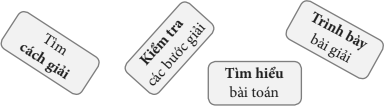 Tìm
cách giải
Kiểm tra
các bước giải
Tìm hiểu
bài toán
Trình bày
bài giải